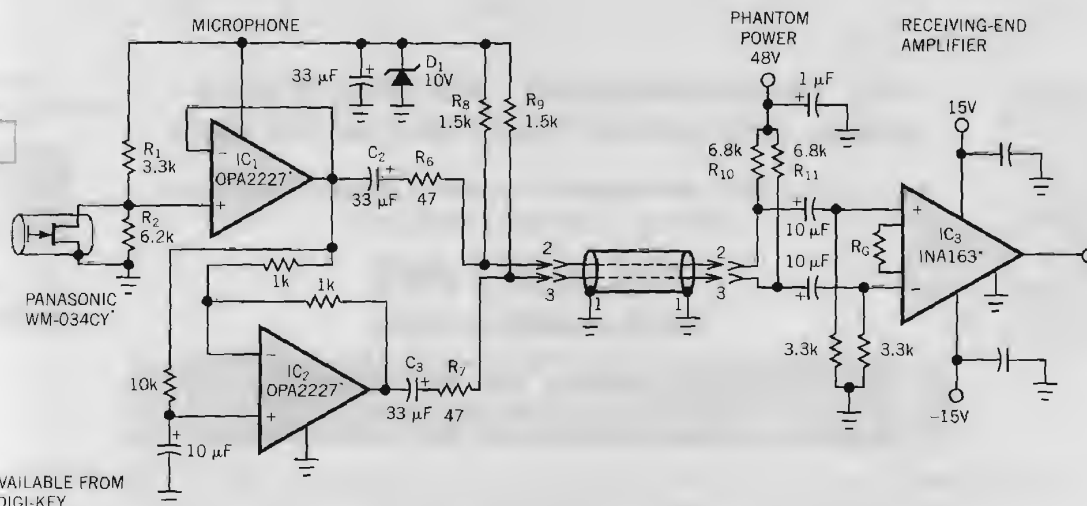 MICROPHONE
33 µF
+
D1
10V
R8
1.5k
R9
1.5k
R1
3.3k
IC1
OPA2227*
−
+
C2
+
33 µF
R6
47
R2
6.2k
PANASONIC
WM-034CY*
1k
1k
10k
IC2
OPA2227*
−
+
C3
+
33 µF
R7
47
+
10 µF
2
3
1
1
2
3
PHANTOM
POWER
48V
1 µF
+
6.8k
R10
6.8k
R11
+
10 µF
10 µF
+
3.3k
3.3k
RECEIVING-END
AMPLIFIER
15V
+
RG
IC3
INA163*
−
−15V
VAILABLE FROM
DIGI-KEY